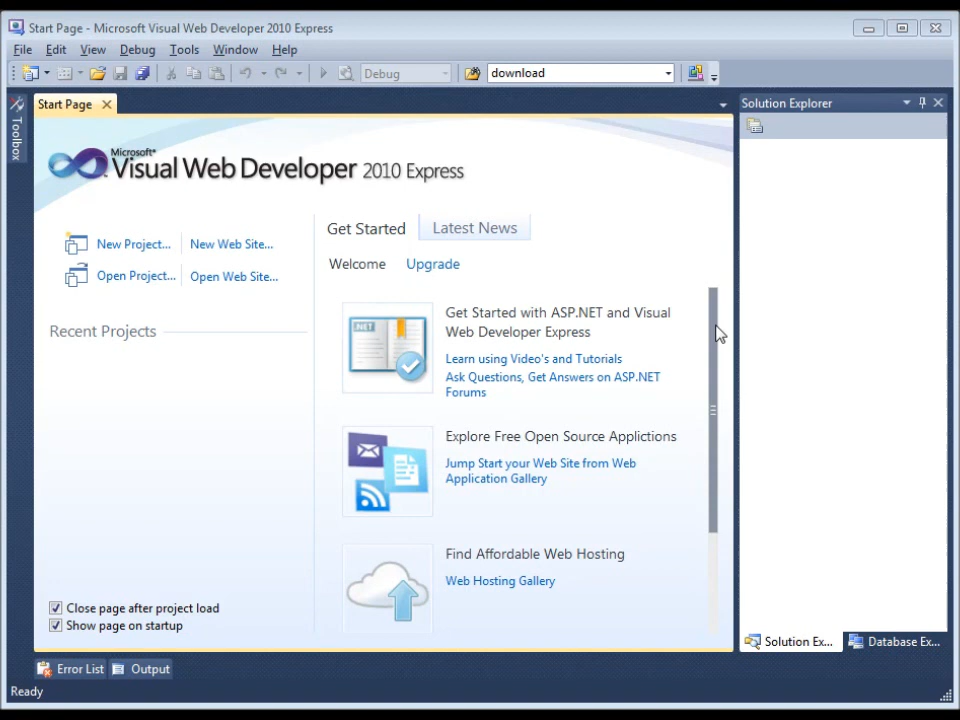 Start Page - Microsoft Visual Web Developer 2010 Express
File Edit View Debug Tools Window Help
Debug
download
Toolbox
Start Page
Solution Explorer
Microsoft*
Visual Web Developer 2010 Express
New Project...
New Web Site...
Open Project...
Open Web Site...
Recent Projects
Get Started
Latest News
Welcome
Upgrade
.NET
Get Started with ASP.NET and Visual
Web Developer Express
Learn using Video's and Tutorials
Ask Questions, Get Answers on ASP.NET
Forums
Explore Free Open Source Applictions
Jump Start your Web Site from Web
Application Gallery
Find Affordable Web Hosting
Web Hosting Gallery
Close page after project load
Show page on startup
Solution Ex...
Database Ex...
Error List
Output
Ready